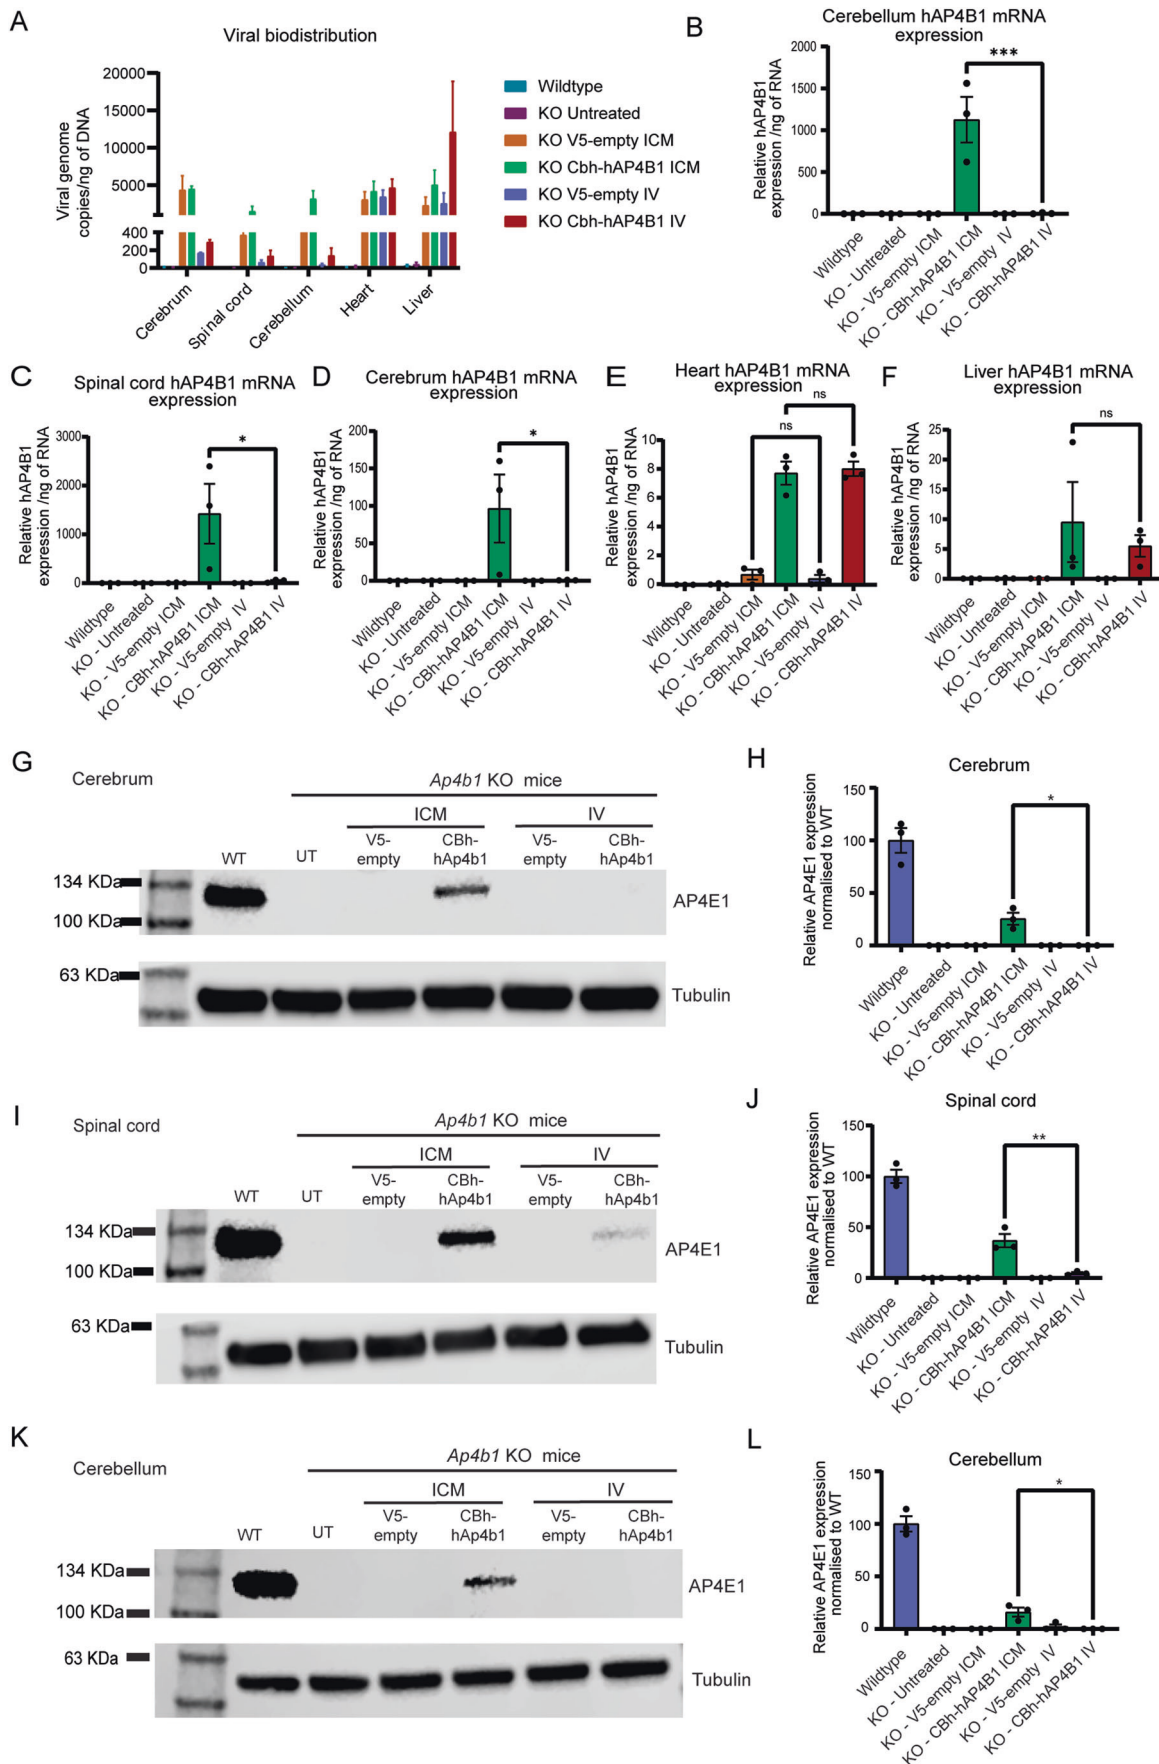 A
Viral biodistribution
Viral genome
copies/ng of DNA
20000
15000
10000
5000
400
200
0
Cerebrum
Spinal cord
Cerebellum
Heart
Liver
Wildtype
KO Untreated
KO V5-empty ICM
KO Cbh-hAP4B1 ICM
KO V5-empty IV
KO Cbh-hAP4B1 IV
B
Cerebellum hAP4B1 mRNA
expression
Relative hAP4B1
expression /ng of RNA
2000
1500
1000
500
0
***
Wildtype
KO - Untreated
KO - V5-empty ICM
KO - CBh-hAP4B1 ICM
KO - V5-empty IV
KO - CBh-hAP4B1 IV
C
Spinal cord hAP4B1 mRNA
expression
Relative hAP4B1
expression /ng of RNA
3000
2000
1000
0
*
Wildtype
KO - Untreated
KO - V5-empty ICM
KO - CBh-hAP4B1 ICM
KO - V5-empty IV
KO - CBh-hAP4B1 IV
D
Cerebrum hAP4B1 mRNA
expression
Relative hAP4B1
expression /ng of RNA
200
150
100
50
0
*
Wildtype
KO - Untreated
KO - V5-empty ICM
KO - CBh-hAP4B1 ICM
KO - V5-empty IV
KO - CBh-hAP4B1 IV
E
Heart hAP4B1 mRNA
expression
Relative hAP4B1
expression /ng of RNA
10
8
6
4
2
0
ns
ns
Wildtype
KO - Untreated
KO - V5-empty ICM
KO - CBh-hAP4B1 ICM
KO - V5-empty IV
KO - CBh-hAP4B1 IV
F
Liver hAP4B1 mRNA
expression
Relative hAP4B1
expression /ng of RNA
25
20
15
10
5
0
ns
Wildtype
KO - Untreated
KO - V5-empty ICM
KO - CBh-hAP4B1 ICM
KO - V5-empty IV
KO - CBh-hAP4B1 IV
G
Cerebrum
Ap4b1 KO mice
ICM
IV
WT
UT
V5-
empty
CBh-
hAp4b1
V5-
empty
CBh-
hAp4b1
134 KDa
100 KDa
AP4E1
63 KDa
Tubulin
H
Cerebrum
Relative AP4E1 expression
normalised to WT
150
100
50
0
*
Wildtype
KO - Untreated
KO - V5-empty ICM
KO - CBh-hAP4B1 ICM
KO - V5-empty IV
KO - CBh-hAP4B1 IV
I
Spinal cord
Ap4b1 KO mice
ICM
IV
WT
UT
V5-
empty
CBh-
hAp4b1
V5-
empty
CBh-
hAp4b1
134 KDa
100 KDa
AP4E1
63 KDa
Tubulin
J
Spinal cord
Relative AP4E1 expression
normalised to WT
150
100
50
0
**
Wildtype
KO - Untreated
KO - V5-empty ICM
KO - CBh-hAP4B1 ICM
KO - V5-empty IV
KO - CBh-hAP4B1 IV
K
Cerebellum
Ap4b1 KO mice
ICM
IV
WT
UT
V5-
empty
CBh-
hAp4b1
V5-
empty
CBh-
hAp4b1
134 KDa
100 KDa
AP4E1
63 KDa
Tubulin
L
Cerebellum
Relative AP4E1 expression
normalised to WT
150
100
50
0
*
Wildtype
KO - Untreated
KO - V5-empty ICM
KO - CBh-hAP4B1 ICM
KO - V5-empty IV
KO - CBh-hAP4B1 IV